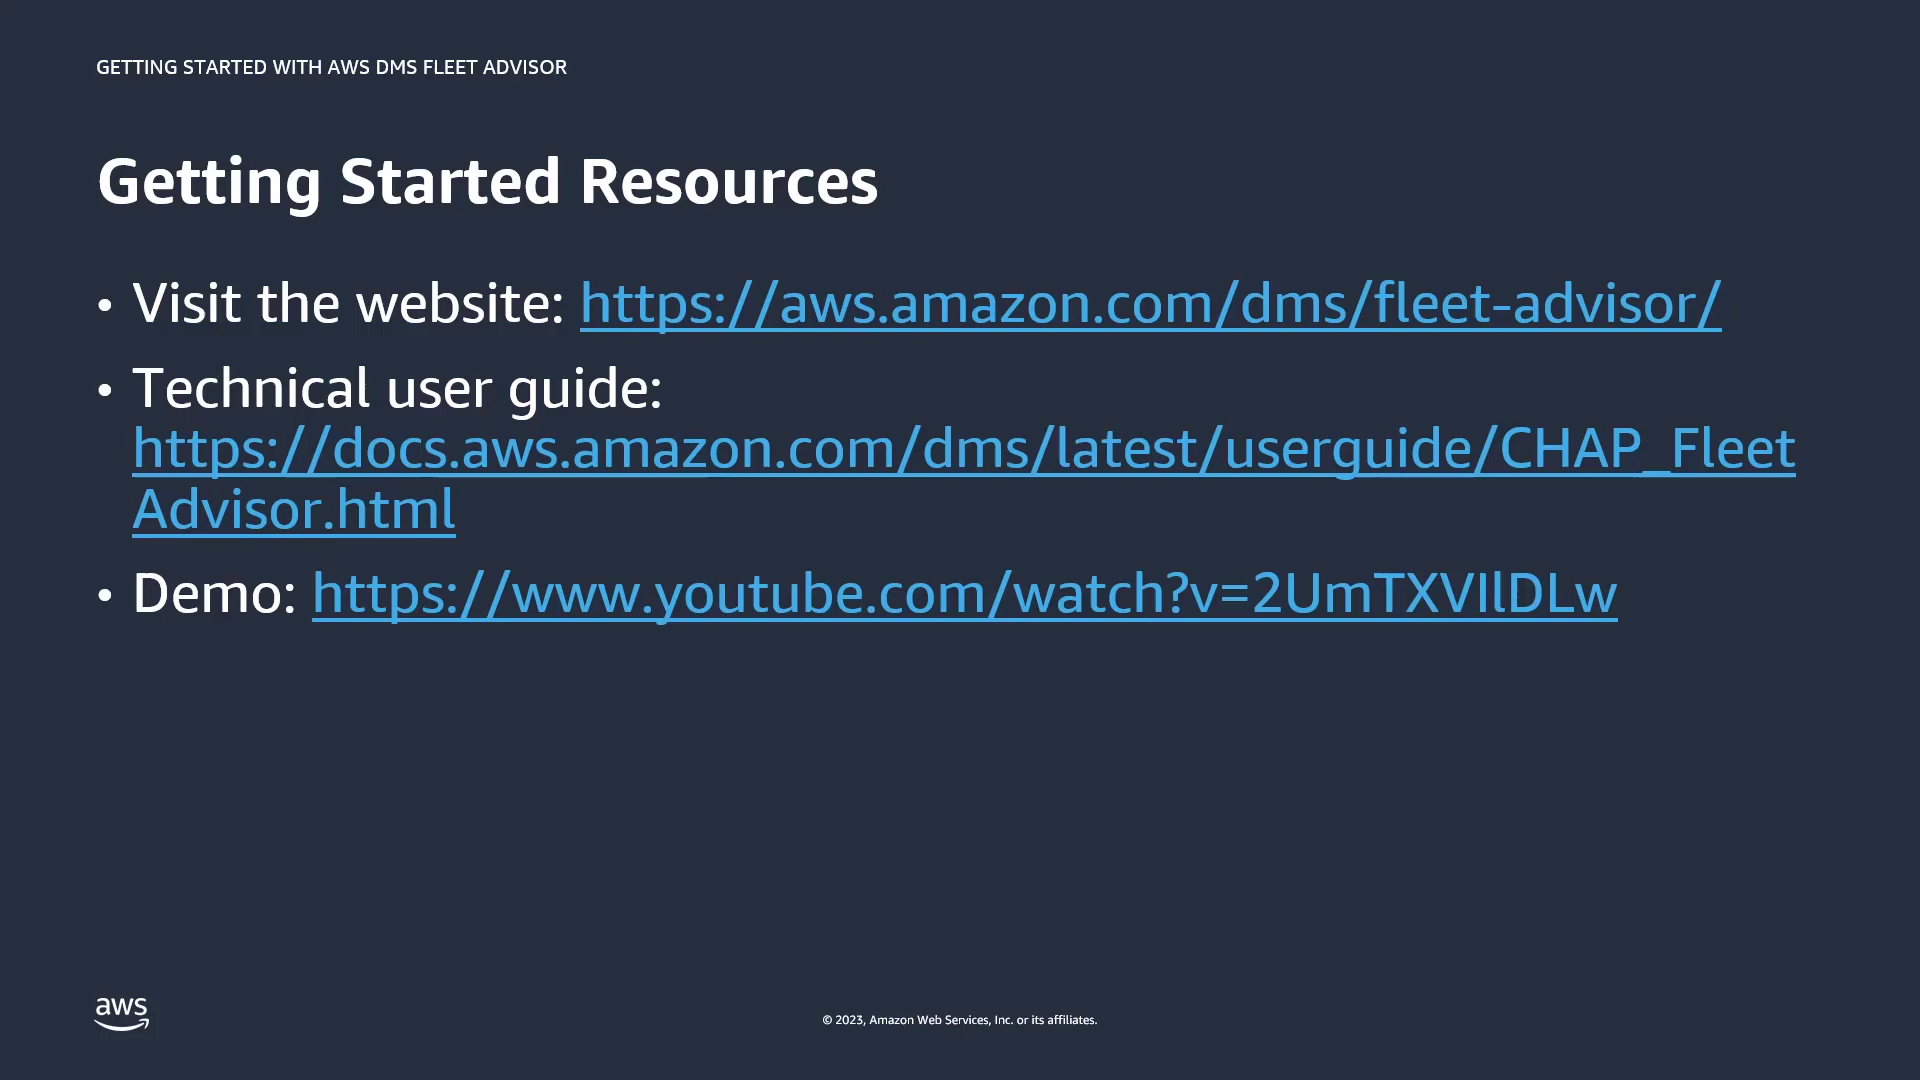 GETTING STARTED WITH AWS DMS FLEET ADVISOR
Getting Started Resources
• Visit the website: https://aws.amazon.com/dms/fleet-advisor/
• Technical user guide:
https://docs.aws.amazon.com/dms/latest/userguide/CHAP_Fleet
Advisor.html
• Demo: https://www.youtube.com/watch?v=2UmTXVIlDLw
aws
© 2023, Amazon Web Services, Inc. or its affiliates.